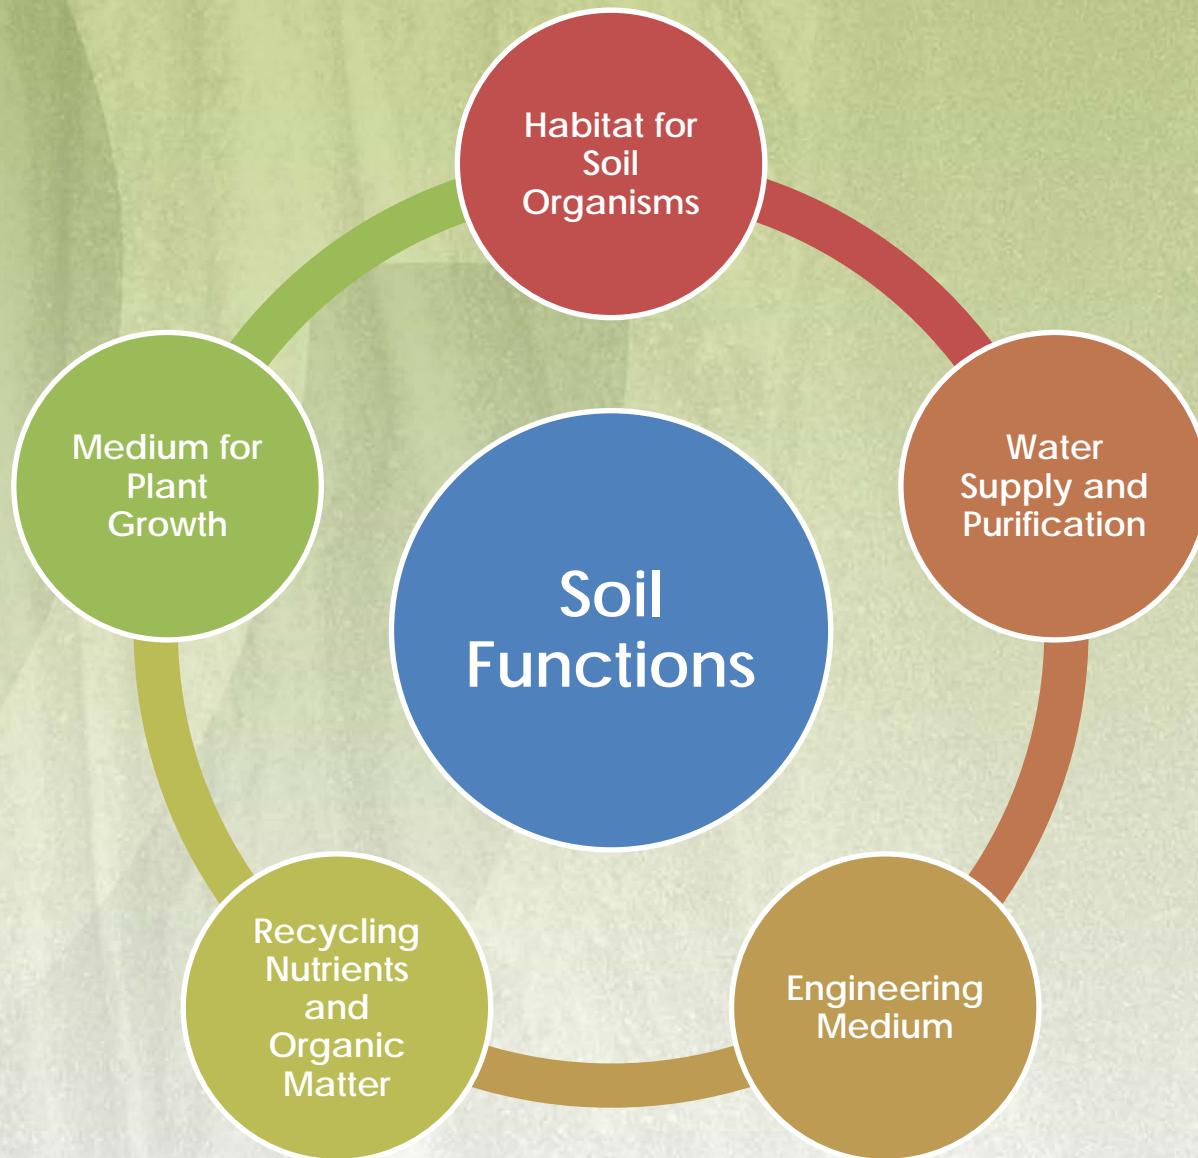 Habitat for
Soil
Organisms
Medium for
Plant
Growth
Water
Supply and
Purification
Soil
Functions
Recycling
Nutrients
and
Organic
Matter
Engineering
Medium